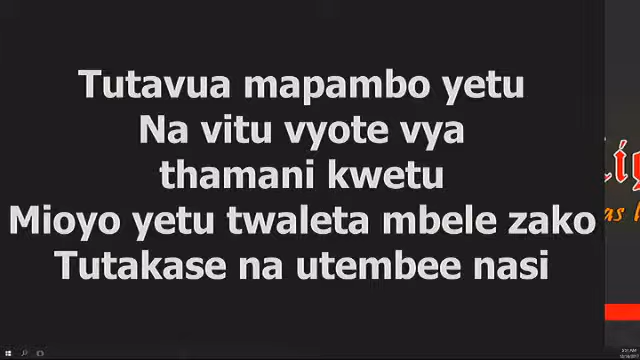 Tutavua mapambo yetu
Na vitu vyote vya
thamani kwetu
Mioyo yetu twaleta mbele zako
Tutakase na utembee nasi